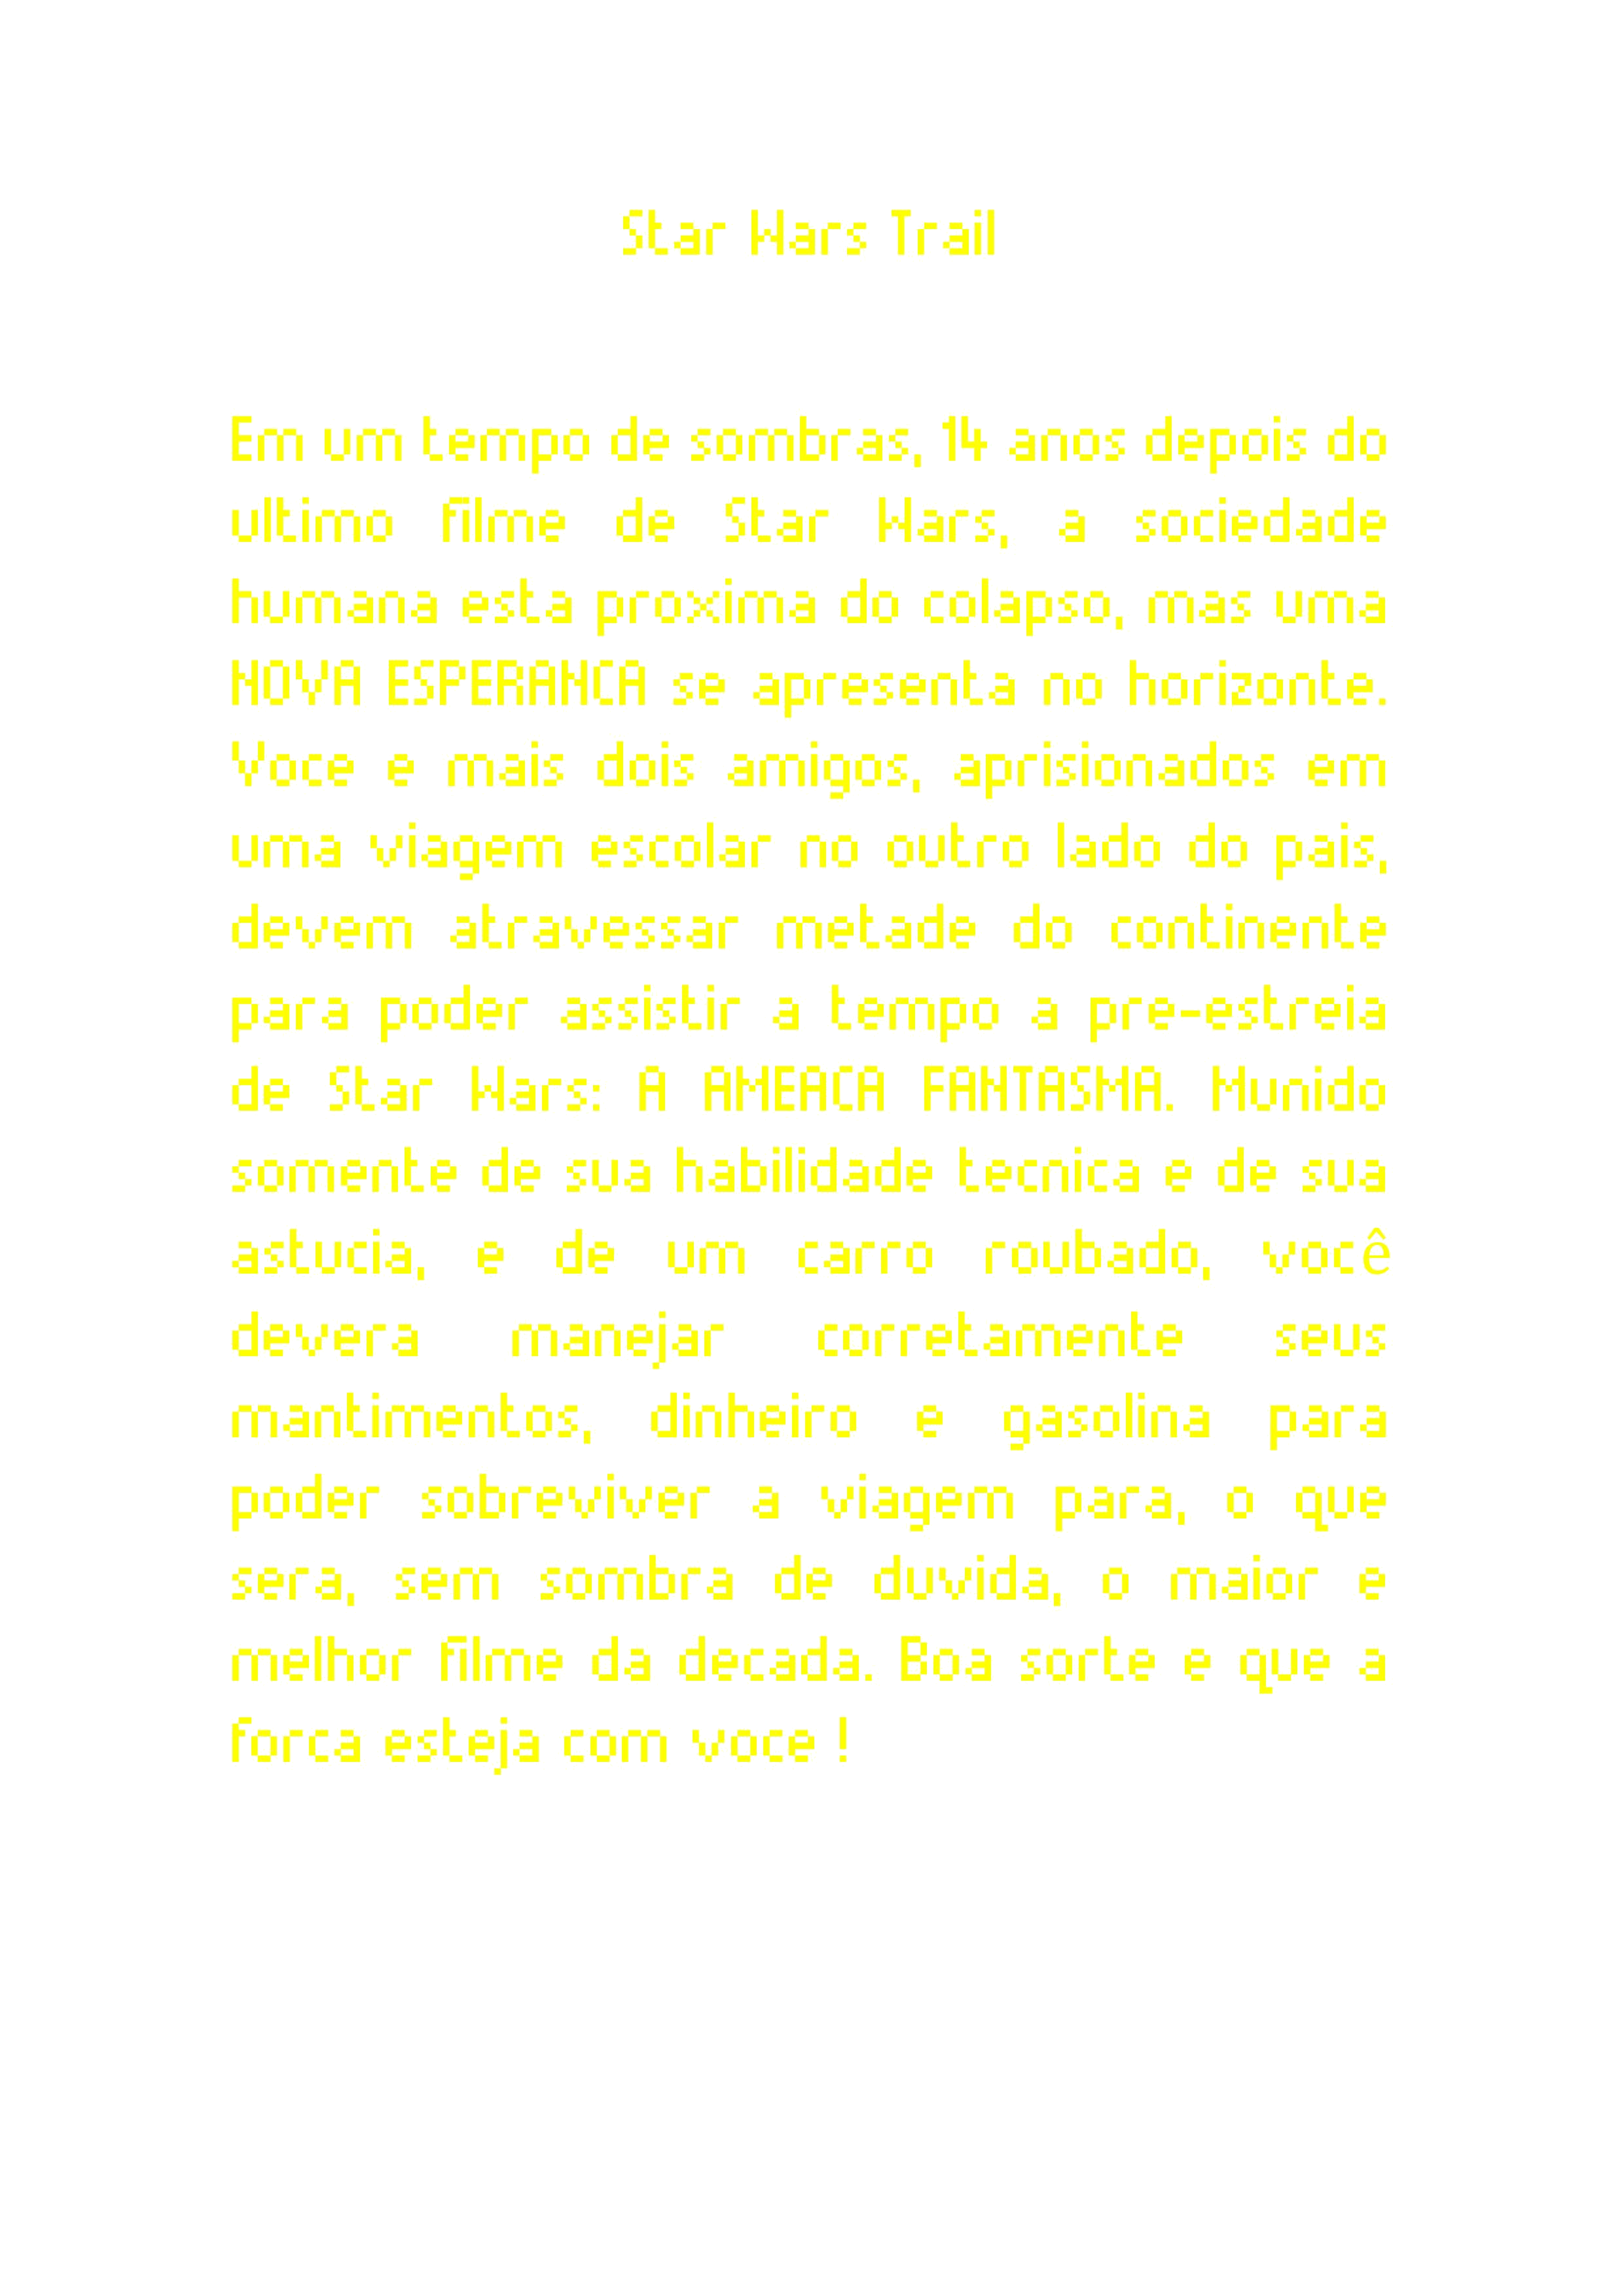 Star Wars Trail
Em um tempo de sombras, 14 anos depois do
ultimo filme de Star Wars, a sociedade
humana esta proxima do colapso, mas uma
NOVA ESPERANCA se apresenta no horizonte.
Voce e mais dois amigos, aprisionados em
uma viagem escolar no outro lado do pais,
devem atravessar metade do continente
para poder assistir a tempo a pre-estreia
de Star Wars: A AMEACA FANTASMA. Munido
somente de sua habilidade tecnica e de sua
astucia, e de um carro roubado, você
devera manejar corretamente seus
mantimentos, dinheiro e gasolina para
poder sobreviver a viagem para, o que
sera, sem sombra de duvida, o maior e
melhor filme da decada. Boa sorte e que a
forca esteja com voce !